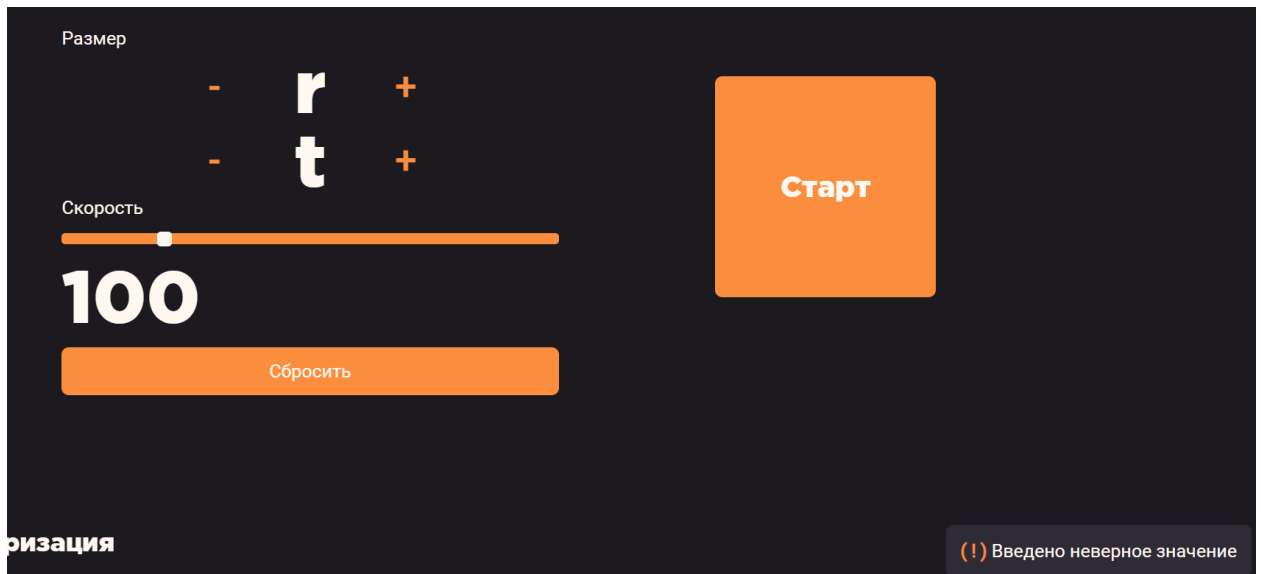 Размер
- r +
- t +
Скорость
100
Сбросить
Старт
ризация
(!) Введено неверное значение